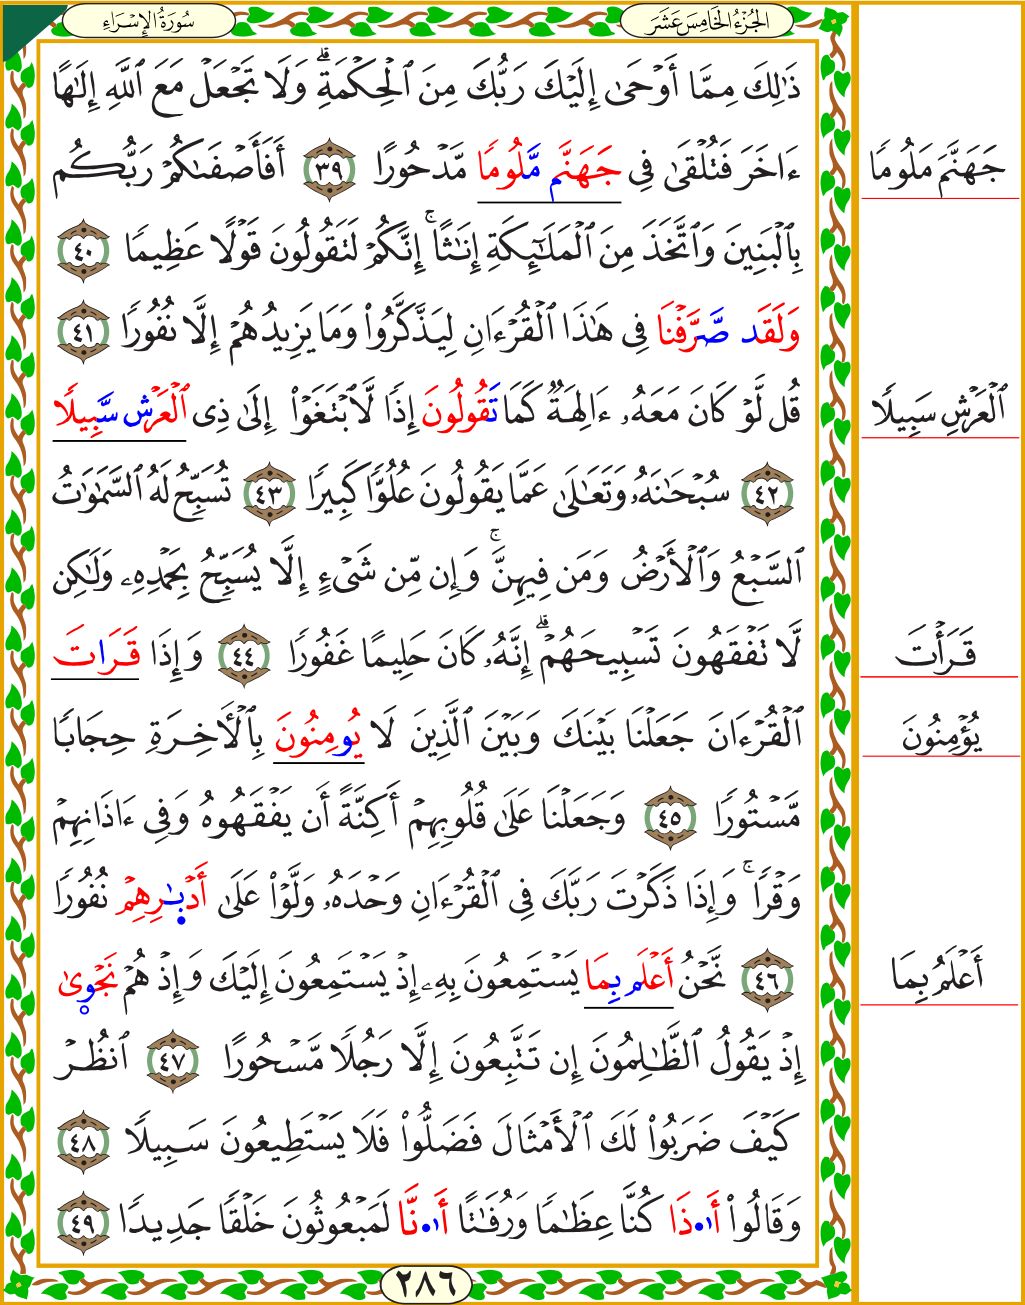 سُورَةُ الإِسْرَاءِ
الجُزْءُ الخَامِسَ عَشَرَ
ذَٰلِكَ مِمَّا أَوْحَىٰ إِلَيْكَ رَبُّكَ مِنَ ٱلْحِكْمَةِۗ وَلَا تَجْعَلْ مَعَ ٱللَّهِ إِلَٰهًا
ءَاخَرَ فَتُلْقَىٰ فِى جَهَنَّم مَّلُومًا مَّدْحُورًا ٣٩ أَفَأَصْفَىٰكُمْ رَبُّكُم
بِٱلْبَنِينَ وَٱتَّخَذَ مِنَ ٱلْمَلَٰٓئِكَةِ إِنَٰثًاۚ إِنَّكُمْ لَتَقُولُونَ قَوْلًا عَظِيمًا ٤٠
وَلَقَد صَّرَّفْنَا فِى هَٰذَا ٱلْقُرْءَانِ لِيَذَّكَّرُوا۟ وَمَا يَزِيدُهُمْ إِلَّا نُفُورًا ٤١
قُل لَّوْ كَانَ مَعَهُۥ ءَالِهَةٌ كَمَا تَقُولُونَ إِذًا لَّٱبْتَغَوْا۟ إِلَىٰ ذِى ٱلْعَرْش سَّبِيلًا
٤٢ سُبْحَٰنَهُۥ وَتَعَٰلَىٰ عَمَّا يَقُولُونَ عُلُوًّا كَبِيرًا ٤٣ تُسَبِّحُ لَهُ ٱلسَّمَٰوَٰتُ
ٱلسَّبْعُ وَٱلْأَرْضُ وَمَن فِيهِنَّۚ وَإِن مِّن شَىْءٍ إِلَّا يُسَبِّحُ بِحَمْدِهِۦ وَلَٰكِن
لَّا تَفْقَهُونَ تَسْبِيحَهُمْۗ إِنَّهُۥ كَانَ حَلِيمًا غَفُورًا ٤٤ وَإِذَا قَرَاتَ
ٱلْقُرْءَانَ جَعَلْنَا بَيْنَكَ وَبَيْنَ ٱلَّذِينَ لَا يُومِنُونَ بِٱلْأَخِرَةِ حِجَابًا
مَّسْتُورًا ٤٥ وَجَعَلْنَا عَلَىٰ قُلُوبِهِمْ أَكِنَّةً أَن يَفْقَهُوهُ وَفِى ءَاذَانِهِمْ
وَقْرًاۚ وَإِذَا ذَكَرْتَ رَبَّكَ فِى ٱلْقُرْءَانِ وَحْدَهُۥ وَلَّوْا۟ عَلَىٰ أَدْبَٰرِهِمْ نُفُورًا
٤٦ نَّحْنُ أَعْلَم بِمَا يَسْتَمِعُونَ بِهِۦ إِذْ يَسْتَمِعُونَ إِلَيْكَ وَإِذْ هُمْ نَجْوَىٰ
إِذْ يَقُولُ ٱلظَّٰلِمُونَ إِن تَتَّبِعُونَ إِلَّا رَجُلًا مَّسْحُورًا ٤٧ ٱنظُرْ
كَيْفَ ضَرَبُوا۟ لَكَ ٱلْأَمْثَالَ فَضَلُّوا۟ فَلَا يَسْتَطِيعُونَ سَبِيلًا ٤٨
وَقَالُوا۟ أَا۬ذَا كُنَّا عِظَٰمًا وَرُفَٰتًا أَا۬نَّا لَمَبْعُوثُونَ خَلْقًا جَدِيدًا ٤٩
جَهَنَّمَ مَلُومًا
ٱلْعَرْشِ سَبِيلًا
قَرَأْتَ
يُؤْمِنُونَ
أَعْلَمُ بِمَا
٢٨٦